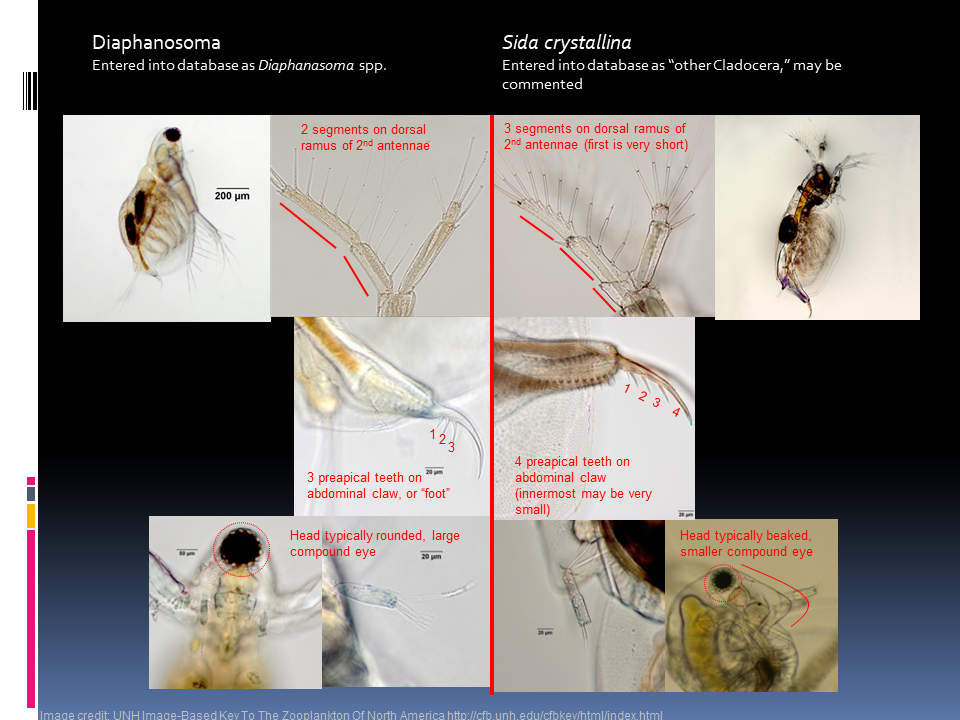 Diaphanosoma
Entered into database as Diaphanasoma spp.
Sida crystallina
Entered into database as “other Cladocera,” may be
commented
200 µm
2 segments on dorsal
ramus of 2nd antennae
3 segments on dorsal ramus of
2nd antennae (first is very short)
1
2
3
20 µm
3 preapical teeth on
abdominal claw, or “foot”
1
2
3
4
4 preapical teeth on
abdominal claw
(innermost may be very
small)
20 µm
50 µm
Head typically rounded, large
compound eye
20 µm
20 µm
Head typically beaked,
smaller compound eye
Image credit: UNH Image-Based Key To The Zooplankton Of North America http://cfb.unh.edu/cfbkey/html/index.html